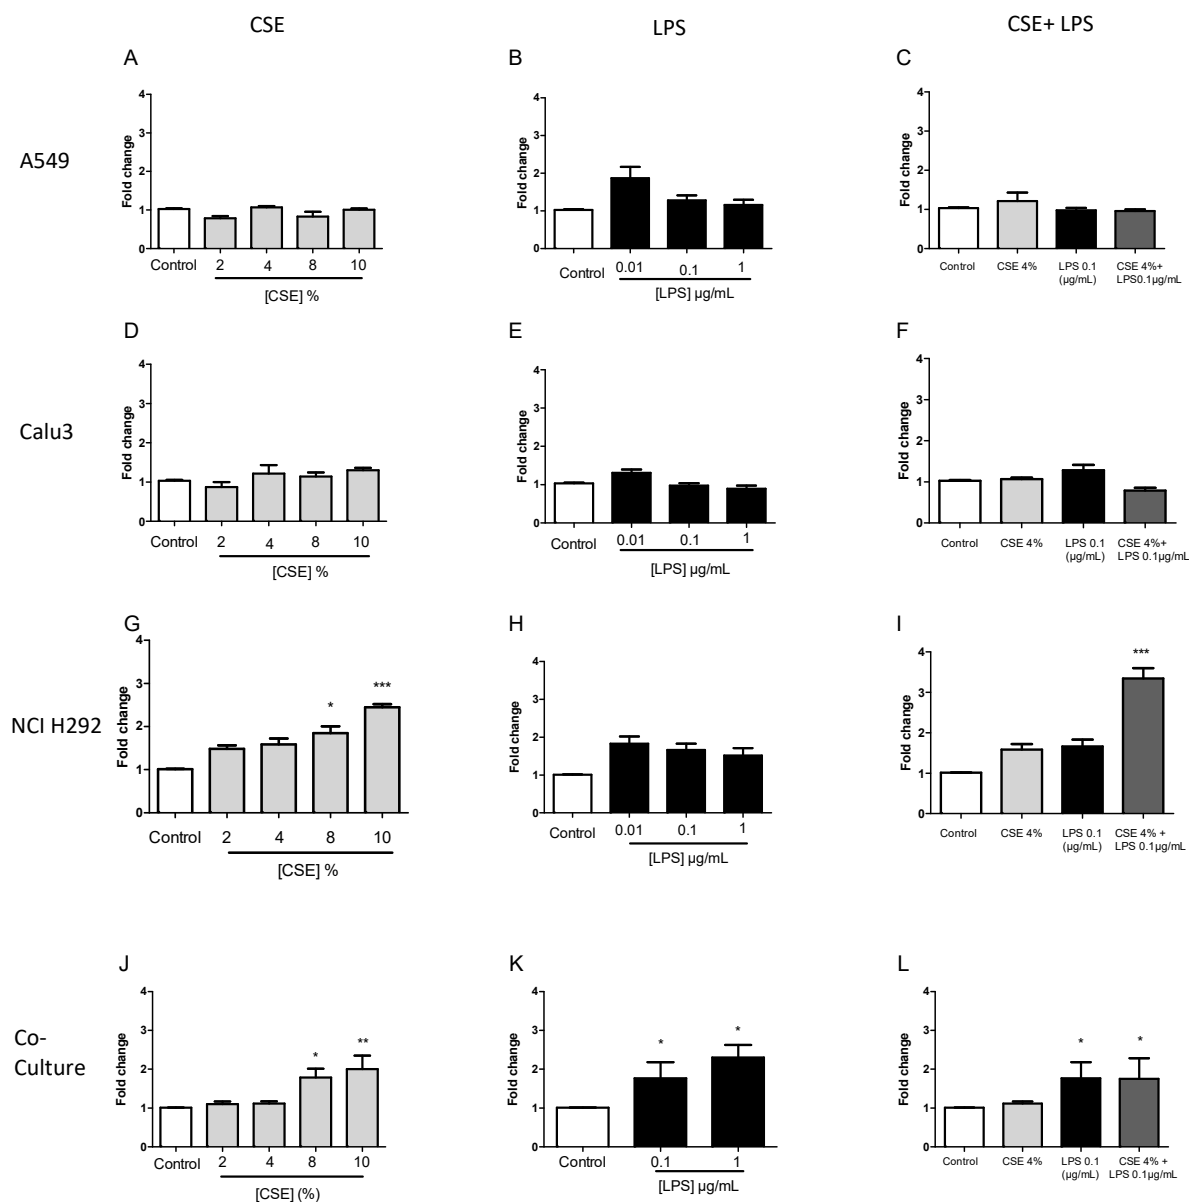 CSE
LPS
CSE+ LPS
A549
A
4
3
2
1
0
Fold change
Control
2
4
8
10
[CSE] %
B
4
3
2
1
0
Fold change
Control
0.01
0.1
1
[LPS] µg/mL
C
4
3
2
1
0
Fold change
Control
CSE 4%
LPS 0.1
(µg/mL)
CSE 4%+
LPS0.1µg/mL
Calu3
D
4
3
2
1
0
Fold change
Control
2
4
8
10
[CSE] %
E
4
3
2
1
0
Fold change
Control
0.01
0.1
1
[LPS] µg/mL
F
4
3
2
1
0
Fold change
Control
CSE 4%
LPS 0.1
(µg/mL)
CSE 4%+
LPS 0.1µg/mL
NCI H292
G
4
3
2
1
0
Fold change
*
***
Control
2
4
8
10
[CSE] %
H
4
3
2
1
0
Fold change
Control
0.01
0.1
1
[LPS] µg/mL
I
4
3
2
1
0
Fold change
***
Control
CSE 4%
LPS 0.1
(µg/mL)
CSE 4% +
LPS 0.1µg/mL
Co-
Culture
J
4
3
2
1
0
Fold change
*
**
Control
2
4
8
10
[CSE] (%)
K
4
3
2
1
0
Fold change
*
*
Control
0.1
1
[LPS] µg/mL
L
4
3
2
1
0
Fold change
*
*
Control
CSE 4%
LPS 0.1
(µg/mL)
CSE 4% +
LPS 0.1µg/mL